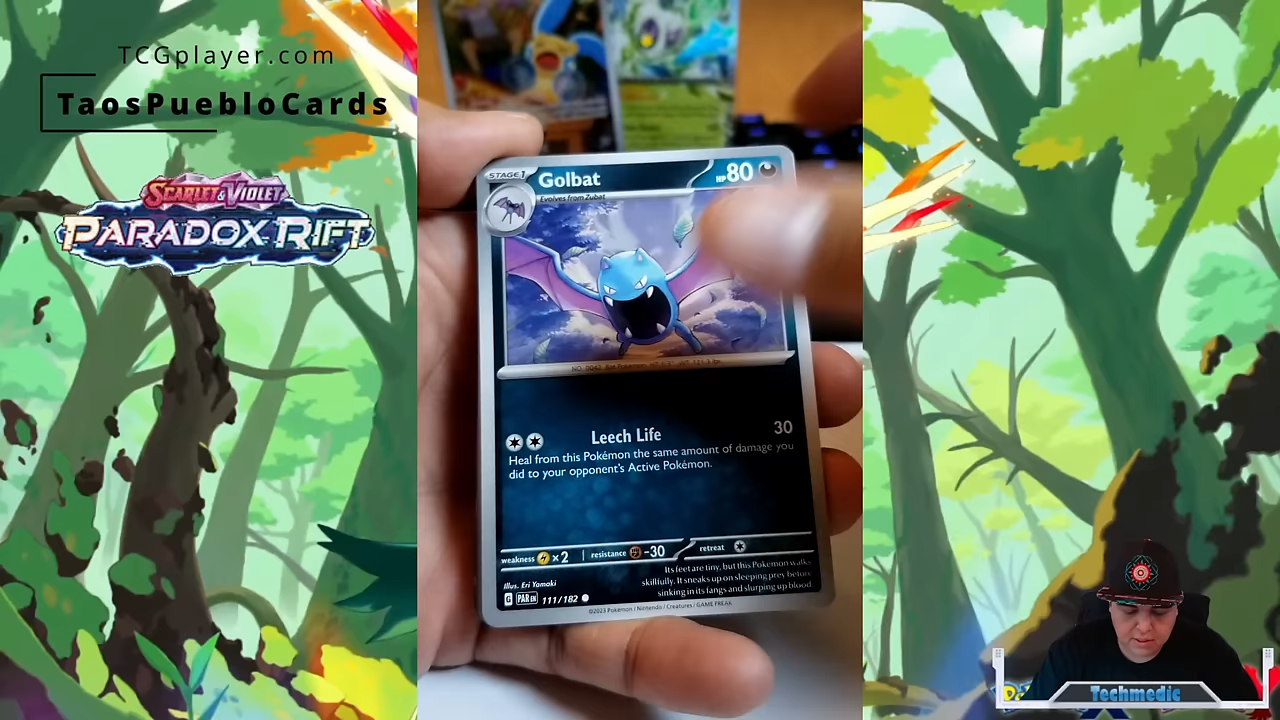 TCGplayer.com
TaosPuebloCards
SCARLET & VIOLET
PARADOX RIFT
STAGE 1
Golbat
HP 80
Evolves from Zubat
Leech Life
30
Heal from this Pokémon the same amount of damage you
did to your opponent's Active Pokémon.
weakness ×2 resistance -30 retreat
Its feet are tiny, but this Pokémon walks
skillfully. It sneaks up on sleeping prey before
sinking in its fangs and slurping up blood
Illus. Eri Yamaki
G PAR EN 111/182
©2023 Pokémon / Nintendo / Creatures / GAME FREAK
Techmedic